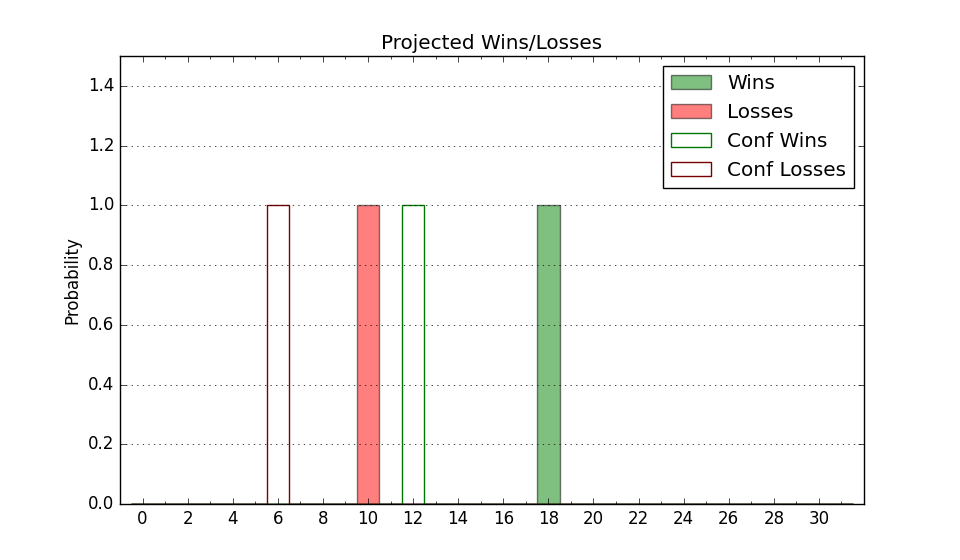 Projected Wins/Losses
Wins
Losses
Conf Wins
Conf Losses
Probability
1.4
1.2
1.0
0.8
0.6
0.4
0.2
0.0
0 2 4 6 8 10 12 14 16 18 20 22 24 26 28 30